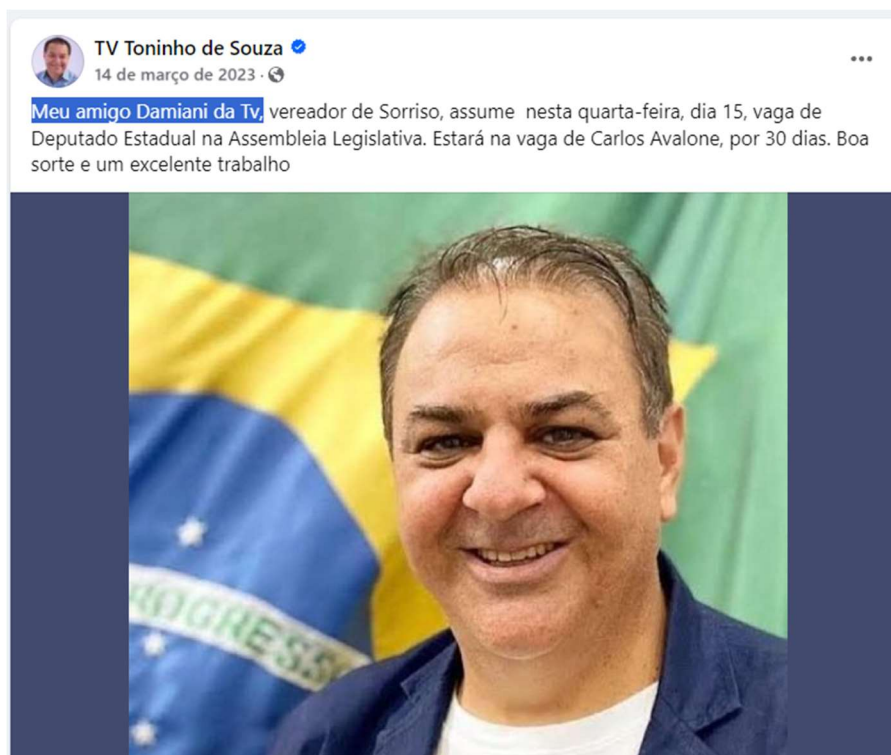 TV Toninho de Souza
14 de março de 2023 ·
Meu amigo Damiani da Tv, vereador de Sorriso, assume nesta quarta-feira, dia 15, vaga de
Deputado Estadual na Assembleia Legislativa. Estará na vaga de Carlos Avalone, por 30 dias. Boa
sorte e um excelente trabalho
PROGRESSO